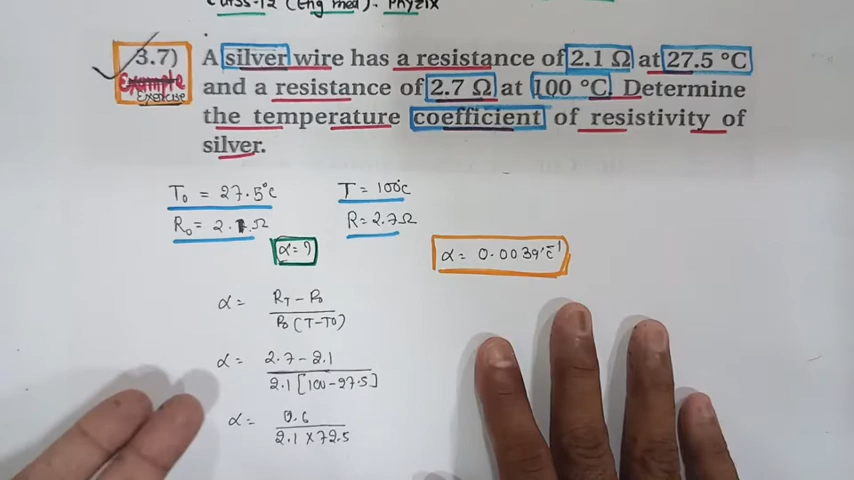 Class-12 (Eng med). Phyzix
3.7) A silver wire has a resistance of 2.1 Ω at 27.5 °C
Example and a resistance of 2.7 Ω at 100 °C. Determine
Exercise
the temperature coefficient of resistivity of
silver.
T₀ = 27.5°C T = 100°C
R₀ = 2.1Ω R = 2.7Ω
α = ? α = 0.0039°C⁻¹
α = R_T - R₀ / R₀ (T-T₀)
α = 2.7 - 2.1 / 2.1 [100 - 27.5]
α = 0.6 / 2.1 × 72.5